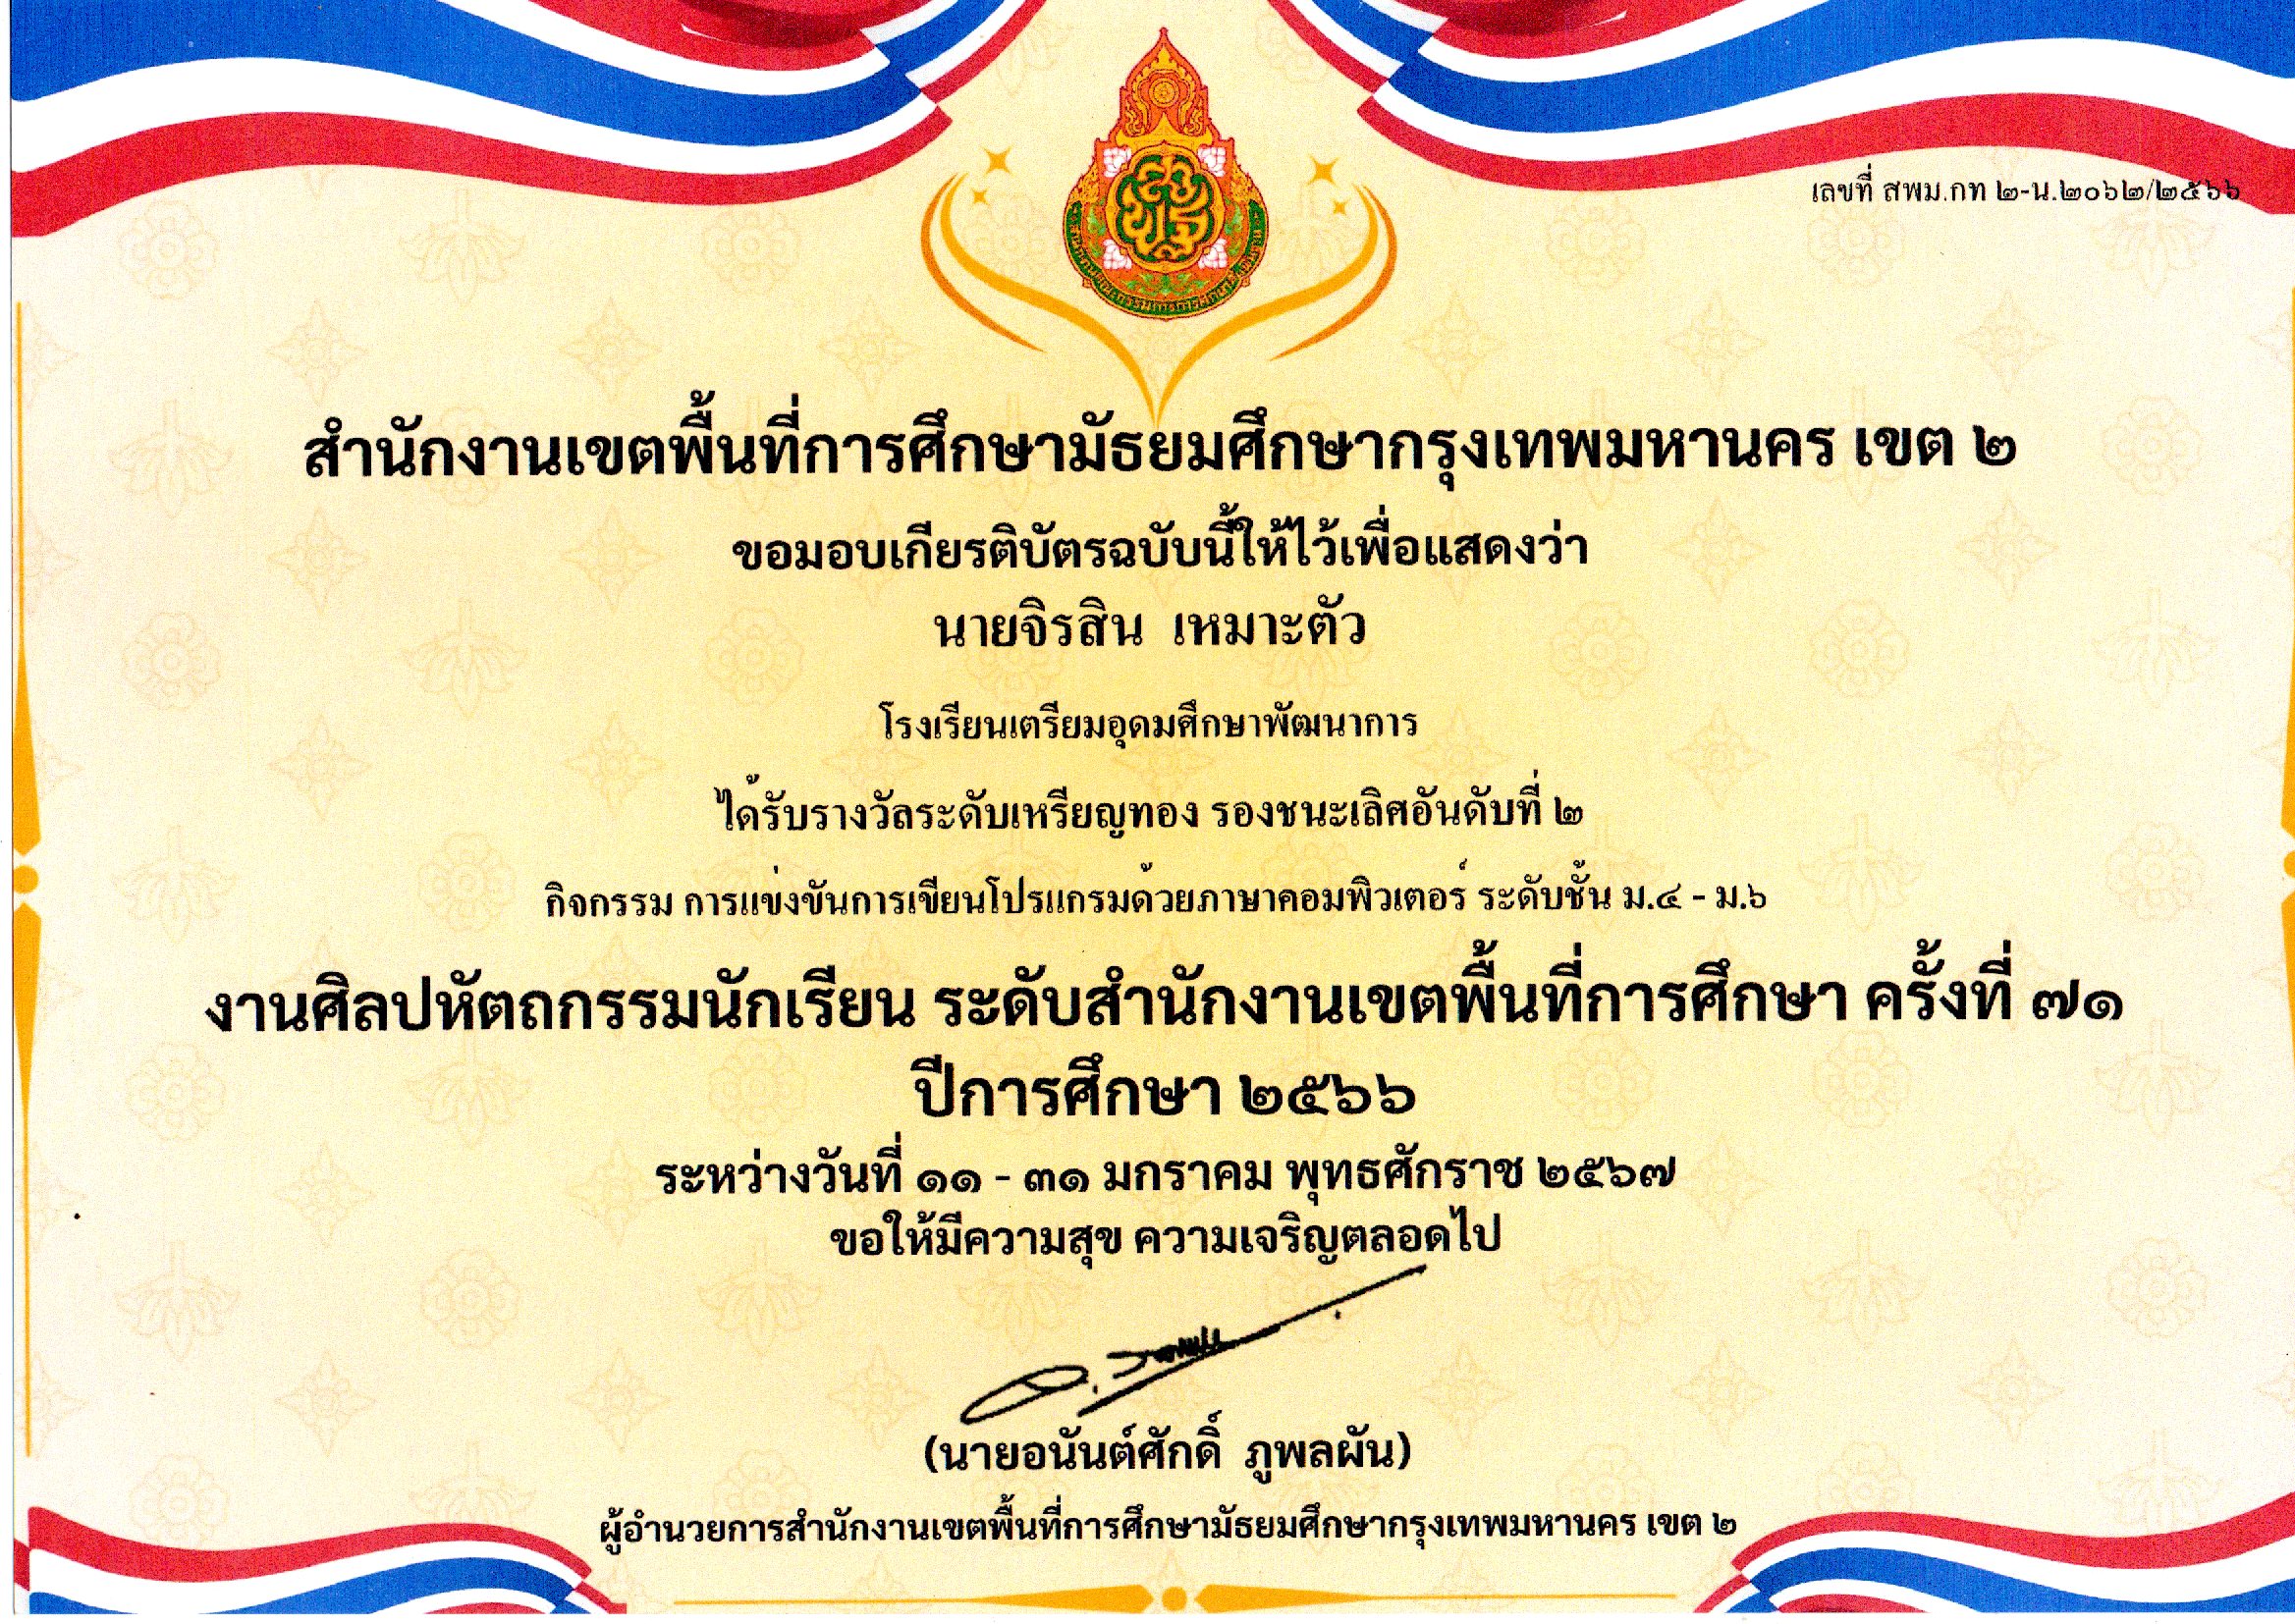 เลขที่ สพม.กท ๒-น.๒๐๖๒/๒๕๖๖
สำนักงานเขตพื้นที่การศึกษามัธยมศึกษากรุงเทพมหานคร เขต ๒
ขอมอบเกียรติบัตรฉบับนี้ให้ไว้เพื่อแสดงว่า
นายจิรสิน เหมาะตัว
โรงเรียนเตรียมอุดมศึกษาพัฒนาการ
ได้รับรางวัลระดับเหรียญทอง รองชนะเลิศอันดับที่ ๒
กิจกรรม การแข่งขันการเขียนโปรแกรมด้วยภาษาคอมพิวเตอร์ ระดับชั้น ม.๔ - ม.๖
งานศิลปหัตถกรรมนักเรียน ระดับสำนักงานเขตพื้นที่การศึกษา ครั้งที่ ๗๑
ปีการศึกษา ๒๕๖๖
ระหว่างวันที่ ๑๑ - ๓๑ มกราคม พุทธศักราช ๒๕๖๗
ขอให้มีความสุข ความเจริญตลอดไป
(นายอนันต์ศักดิ์ ภูพลผัน)
ผู้อำนวยการสำนักงานเขตพื้นที่การศึกษามัธยมศึกษากรุงเทพมหานคร เขต ๒